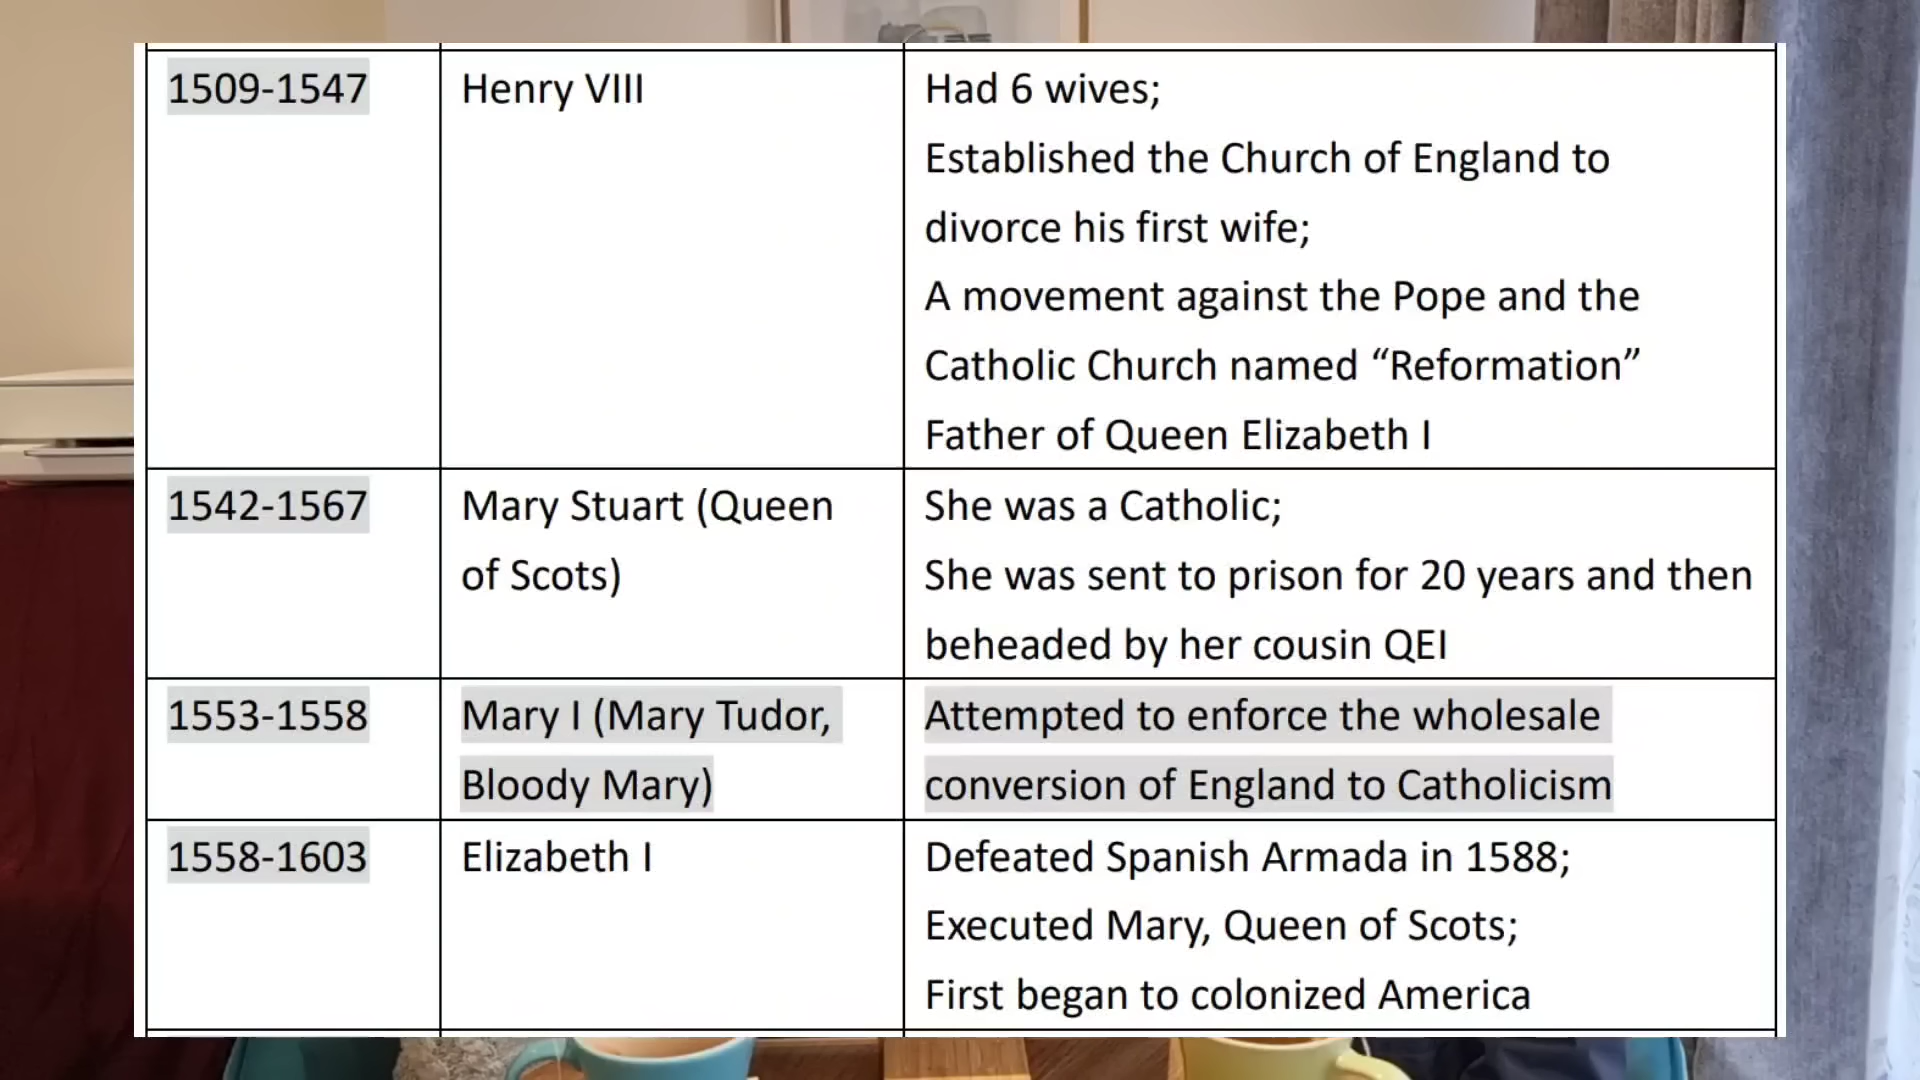 1509-1547
Henry VIII
Had 6 wives;
Established the Church of England to
divorce his first wife;
A movement against the Pope and the
Catholic Church named “Reformation”
Father of Queen Elizabeth I
1542-1567
Mary Stuart (Queen
of Scots)
She was a Catholic;
She was sent to prison for 20 years and then
beheaded by her cousin QEI
1553-1558
Mary I (Mary Tudor,
Bloody Mary)
Attempted to enforce the wholesale
conversion of England to Catholicism
1558-1603
Elizabeth I
Defeated Spanish Armada in 1588;
Executed Mary, Queen of Scots;
First began to colonized America